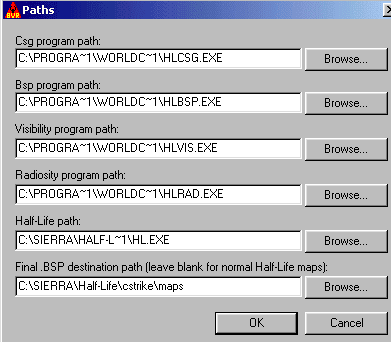 BVR Paths
Csg program path:
C:\PROGRA~1\WORLDC~1\HLCSG.EXE Browse...
Bsp program path:
C:\PROGRA~1\WORLDC~1\HLBSP.EXE Browse...
Visibility program path:
C:\PROGRA~1\WORLDC~1\HLVIS.EXE Browse...
Radiosity program path:
C:\PROGRA~1\WORLDC~1\HLRAD.EXE Browse...
Half-Life path:
C:\SIERRA\HALF-L~1\HL.EXE Browse...
Final .BSP destination path (leave blank for normal Half-Life maps):
C:\SIERRA\Half-Life\cstrike\maps Browse...
OK Cancel